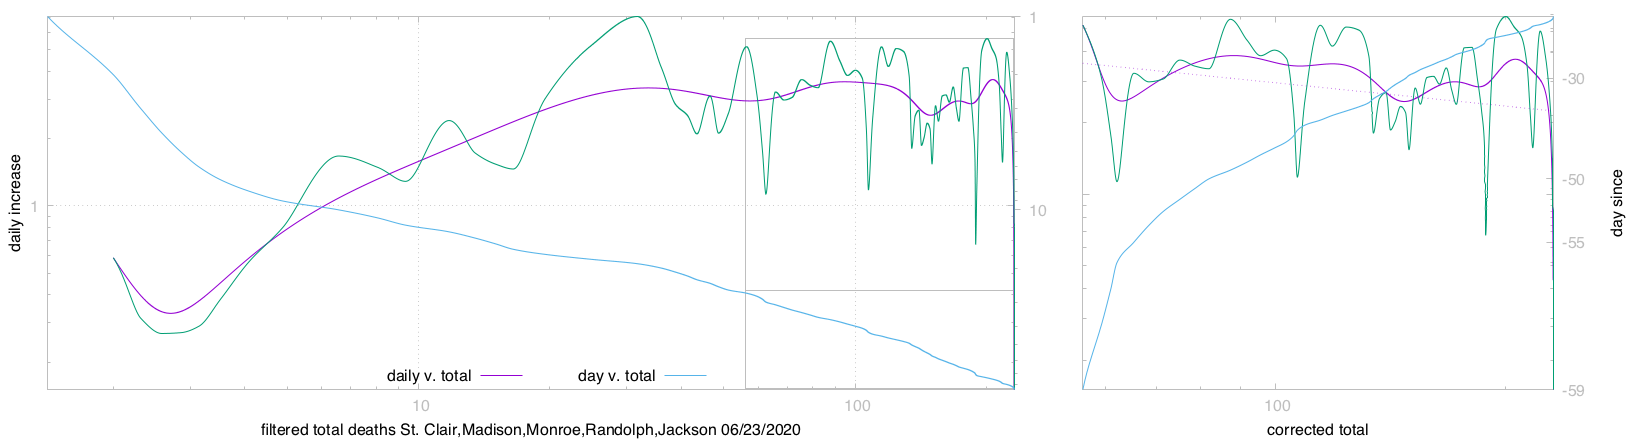 1
-30
daily increase
day since
-50
1
10
-55
daily v. total
day v. total
-59
10
100
100
filtered total deaths St. Clair,Madison,Monroe,Randolph,Jackson 06/23/2020
corrected total